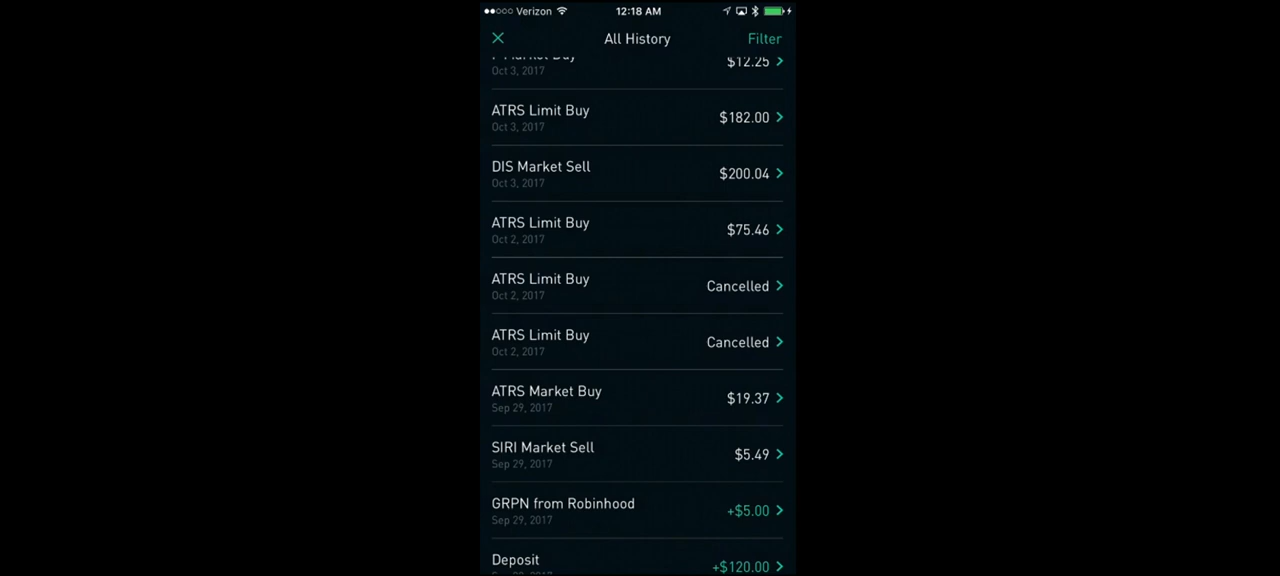 Verizon 12:18 AM
All History Filter
Market Buy $12.25
Oct 3, 2017
ATRS Limit Buy $182.00
Oct 3, 2017
DIS Market Sell $200.04
Oct 3, 2017
ATRS Limit Buy $75.46
Oct 2, 2017
ATRS Limit Buy Cancelled
Oct 2, 2017
ATRS Limit Buy Cancelled
Oct 2, 2017
ATRS Market Buy $19.37
Sep 29, 2017
SIRI Market Sell $5.49
Sep 29, 2017
GRPN from Robinhood +$5.00
Sep 29, 2017
Deposit +$120.00